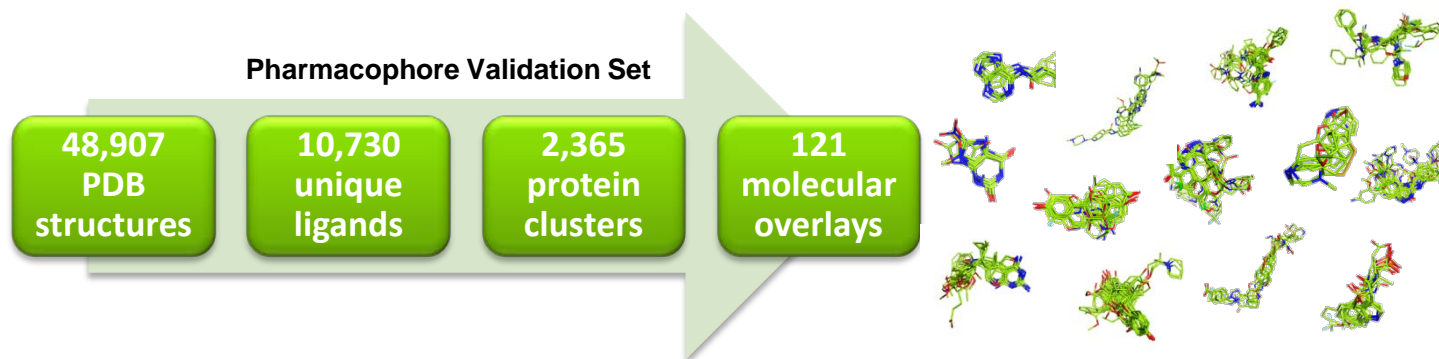 Pharmacophore Validation Set
48,907
PDB
structures
10,730
unique
ligands
2,365
protein
clusters
121
molecular
overlays